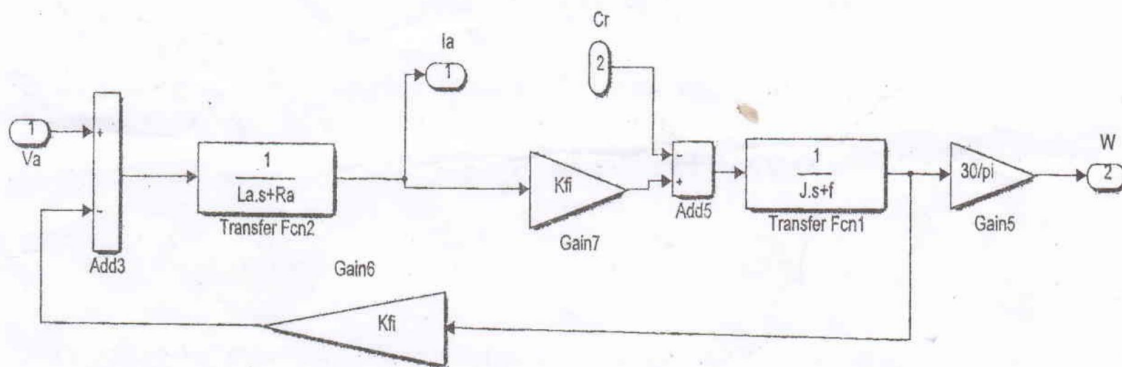 Ia
1
Cr
2
1
Va
+
-
Add3
1
La.s+Ra
Transfer Fcn2
Kfi
Gain7
-
+
Add5
1
J.s+f
Transfer Fcn1
30/pi
Gain5
W
2
Gain6
Kfi